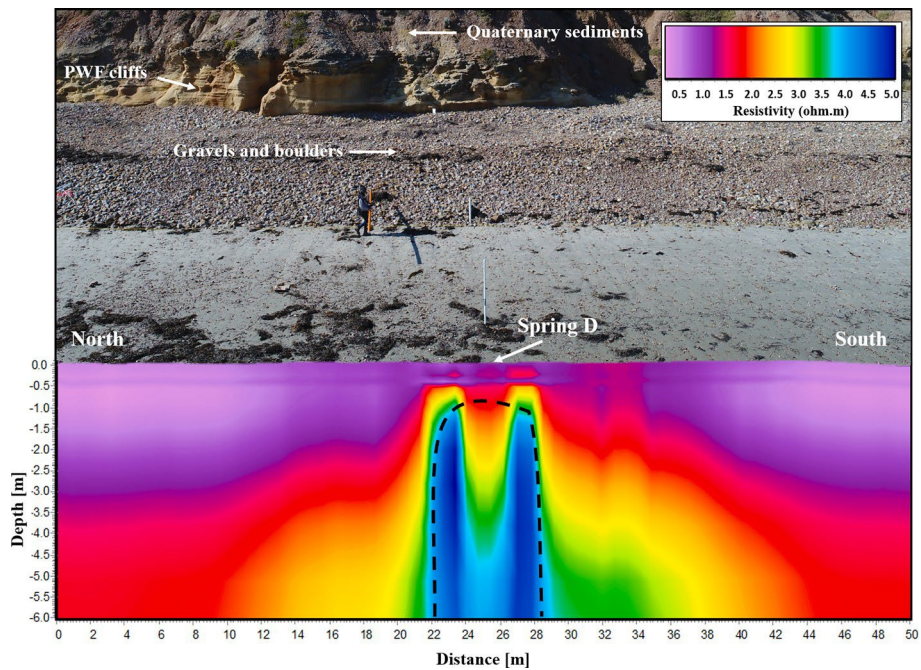 Quaternary sediments
PWF cliffs
0.5 1.0 1.5 2.0 2.5 3.0 3.5 4.0 4.5 5.0
Resistivity (ohm.m)
Gravels and boulders
North
Spring D
South
Depth [m]
0.0
-0.5
-1.0
-1.5
-2.0
-2.5
-3.0
-3.5
-4.0
-4.5
-5.0
-5.5
-6.0
0 2 4 6 8 10 12 14 16 18 20 22 24 26 28 30 32 34 36 38 40 42 44 46 48 50
Distance [m]